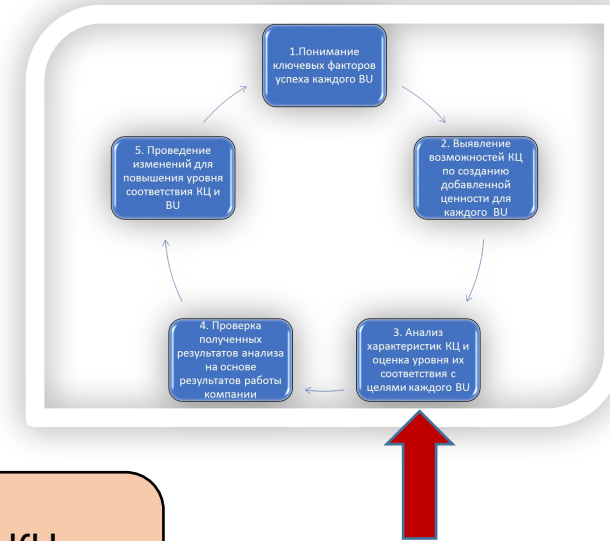 1.Понимание
ключевых факторов
успеха каждого BU
2. Выявление
возможностей КЦ
по созданию
добавленной
ценности для
каждого BU
3. Анализ
характеристик КЦ и
оценка уровня их
соответствия с
целями каждого BU
4. Проверка
полученных
результатов анализа
на основе
результатов работы
компании
5. Проведение
изменений для
повышения уровня
соответствия КЦ и
BU